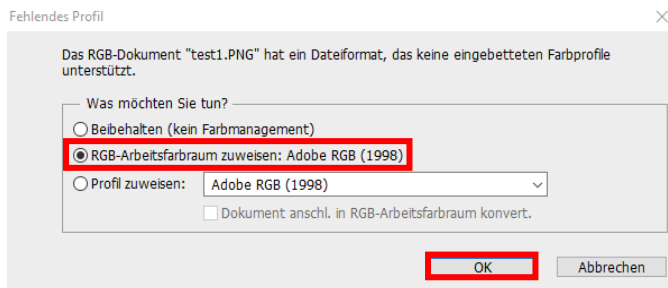 Fehlendes Profil
Das RGB-Dokument "test1.PNG" hat ein Dateiformat, das keine eingebetteten Farbprofile
unterstützt.
Was möchten Sie tun?
Beibehalten (kein Farbmanagement)
RGB-Arbeitsfarbraum zuweisen: Adobe RGB (1998)
Profil zuweisen: Adobe RGB (1998)
Dokument anschl. in RGB-Arbeitsfarbraum konvert.
OK Abbrechen